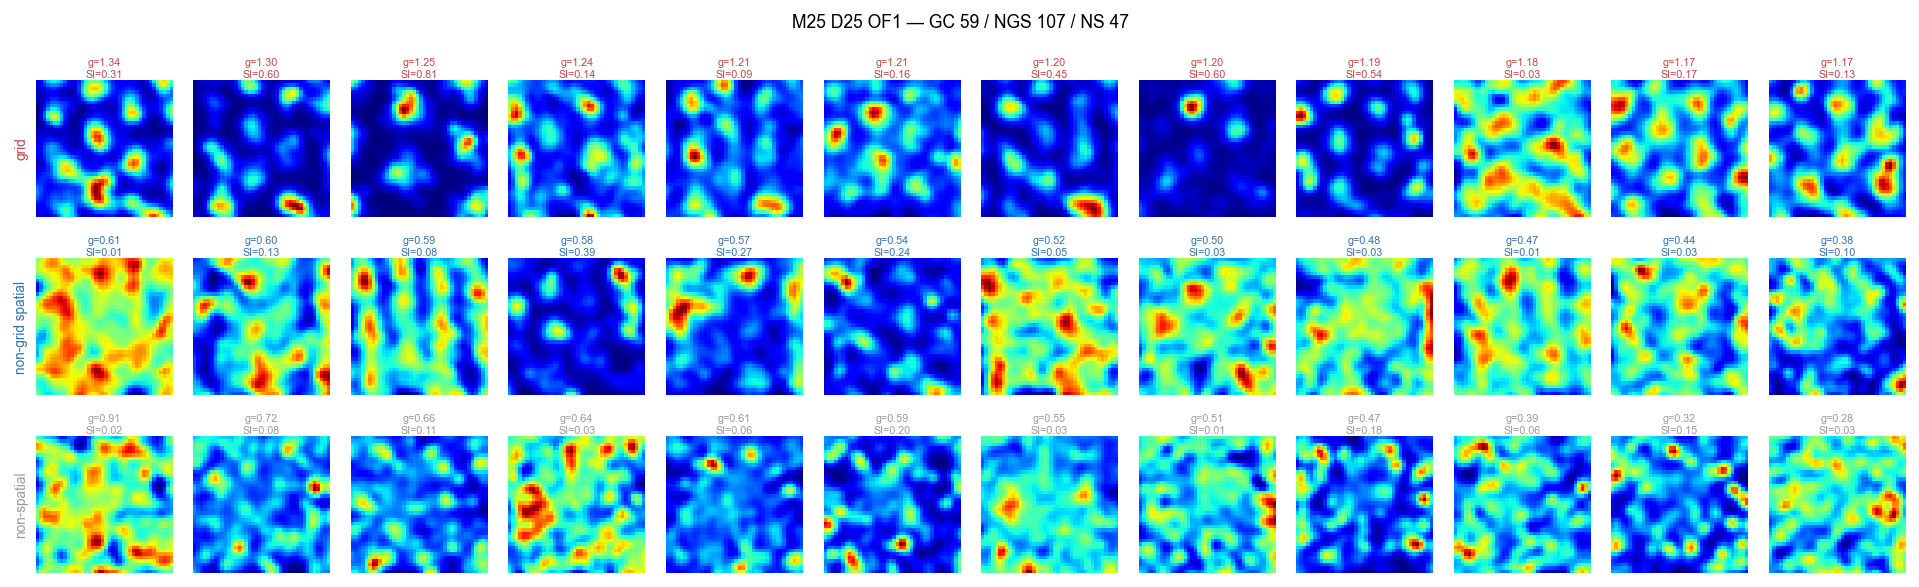 M25 D25 OF1 — GC 59 / NGS 107 / NS 47
g=1.34 g=1.30 g=1.25 g=1.24 g=1.21 g=1.21 g=1.20 g=1.20 g=1.19 g=1.18 g=1.17 g=1.17
SI=0.31 SI=0.60 SI=0.81 SI=0.14 SI=0.09 SI=0.16 SI=0.45 SI=0.60 SI=0.54 SI=0.03 SI=0.17 SI=0.13
grid
g=0.61 g=0.60 g=0.59 g=0.58 g=0.57 g=0.54 g=0.52 g=0.50 g=0.48 g=0.47 g=0.44 g=0.38
SI=0.01 SI=0.13 SI=0.08 SI=0.39 SI=0.27 SI=0.24 SI=0.05 SI=0.03 SI=0.03 SI=0.01 SI=0.03 SI=0.10
non-grid spatial
g=0.91 g=0.72 g=0.66 g=0.64 g=0.61 g=0.59 g=0.55 g=0.51 g=0.47 g=0.39 g=0.32 g=0.28
SI=0.02 SI=0.08 SI=0.11 SI=0.03 SI=0.06 SI=0.20 SI=0.03 SI=0.01 SI=0.18 SI=0.06 SI=0.15 SI=0.03
non-spatial